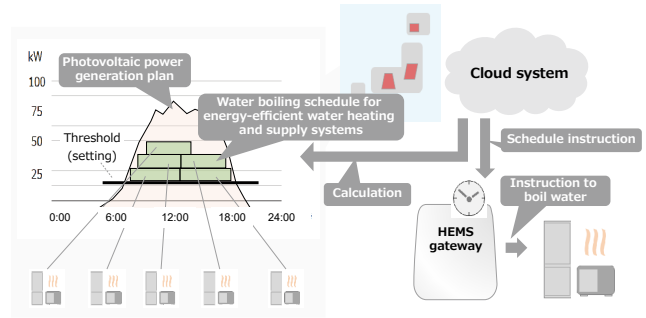 kW
100
75
50
25
Photovoltaic power
generation plan
Water boiling schedule for
energy-efficient water heating
and supply systems
Threshold
(setting)
0:00 6:00 12:00 18:00 24:00
Cloud system
Schedule instruction
Calculation
Instruction to
boil water
HEMS
gateway